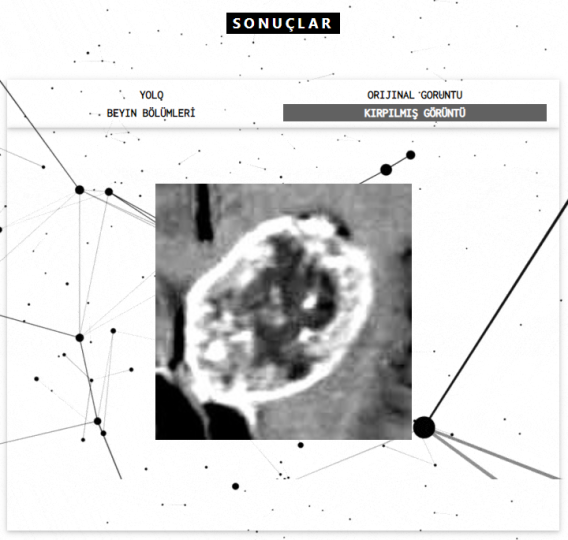 SONUÇLAR
YOLQ
ORIJINAL GORUNTU
BEYIN BÖLÜMLERİ
KIRPILMIŞ GÖRÜNTÜ